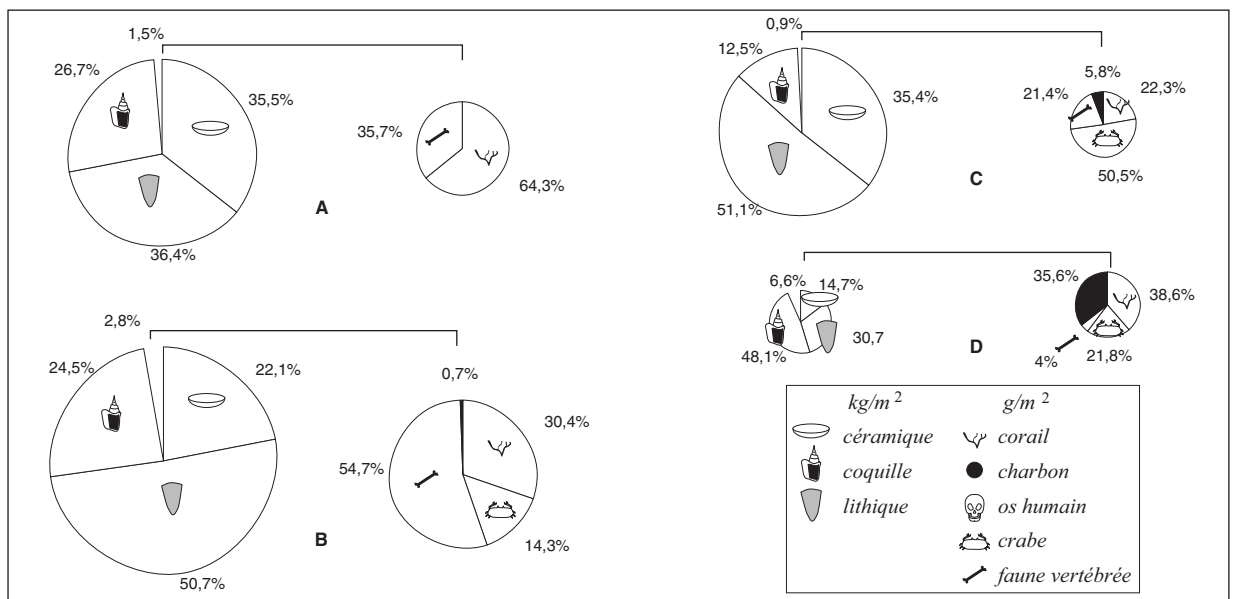 1,5%
26,7%
35,5%
36,4%
35,7%
64,3%
A
0,9%
12,5%
35,4%
51,1%
5,8%
21,4%
22,3%
50,5%
C
2,8%
24,5%
22,1%
50,7%
0,7%
30,4%
54,7%
14,3%
B
6,6%
14,7%
30,7
48,1%
35,6%
38,6%
4%
21,8%
D
kg/m 2
céramique
coquille
lithique
g/m 2
corail
charbon
os humain
crabe
faune vertébrée